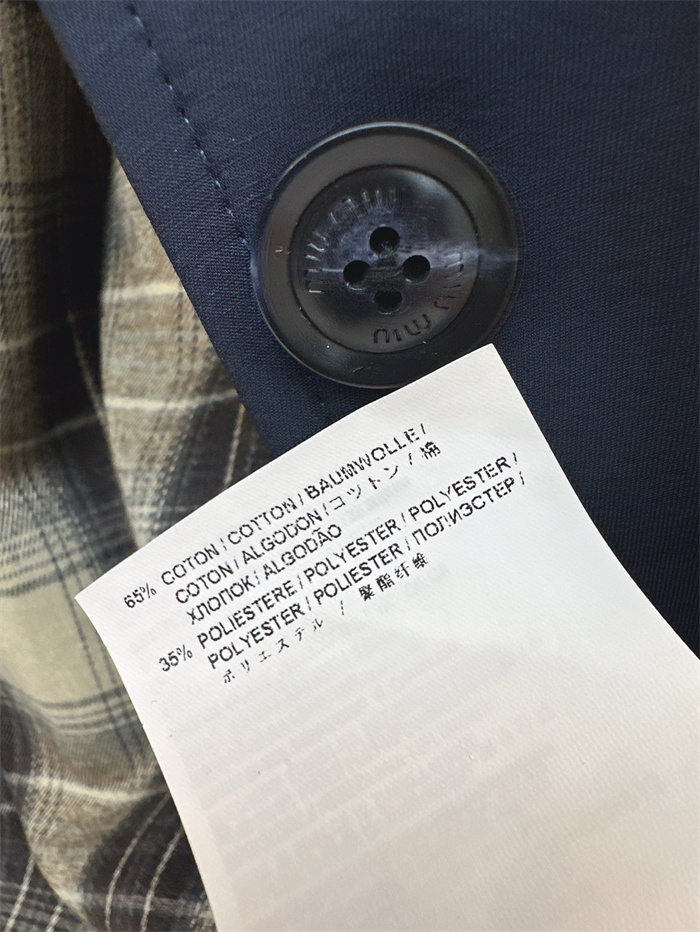 miu miu
miu miu
65% COTON / COTTON / BAUMWOLLE /
COTON / ALGODON / コットン / 棉
ХЛОПОК / ALGODÃO
35% POLIESTERE / POLYESTER / POLYESTER /
POLYESTER / POLIESTER / ПОЛИЭСТЕР /
ポリエステル / 聚酯纤维